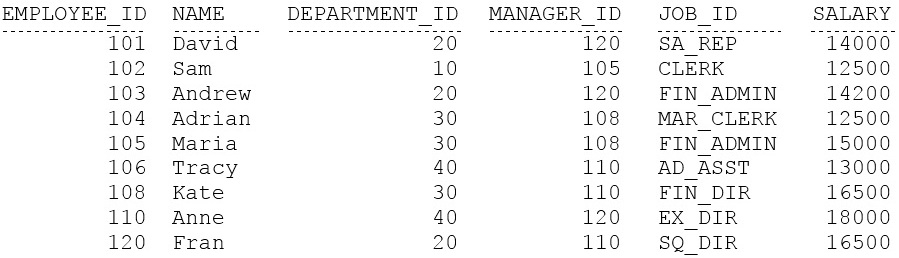 EMPLOYEE_ID NAME DEPARTMENT_ID MANAGER_ID JOB_ID SALARY
101 David 20 120 SA_REP 14000
102 Sam 10 105 CLERK 12500
103 Andrew 20 120 FIN_ADMIN 14200
104 Adrian 30 108 MAR_CLERK 12500
105 Maria 30 108 FIN_ADMIN 15000
106 Tracy 40 110 AD_ASST 13000
108 Kate 30 110 FIN_DIR 16500
110 Anne 40 120 EX_DIR 18000
120 Fran 20 110 SQ_DIR 16500